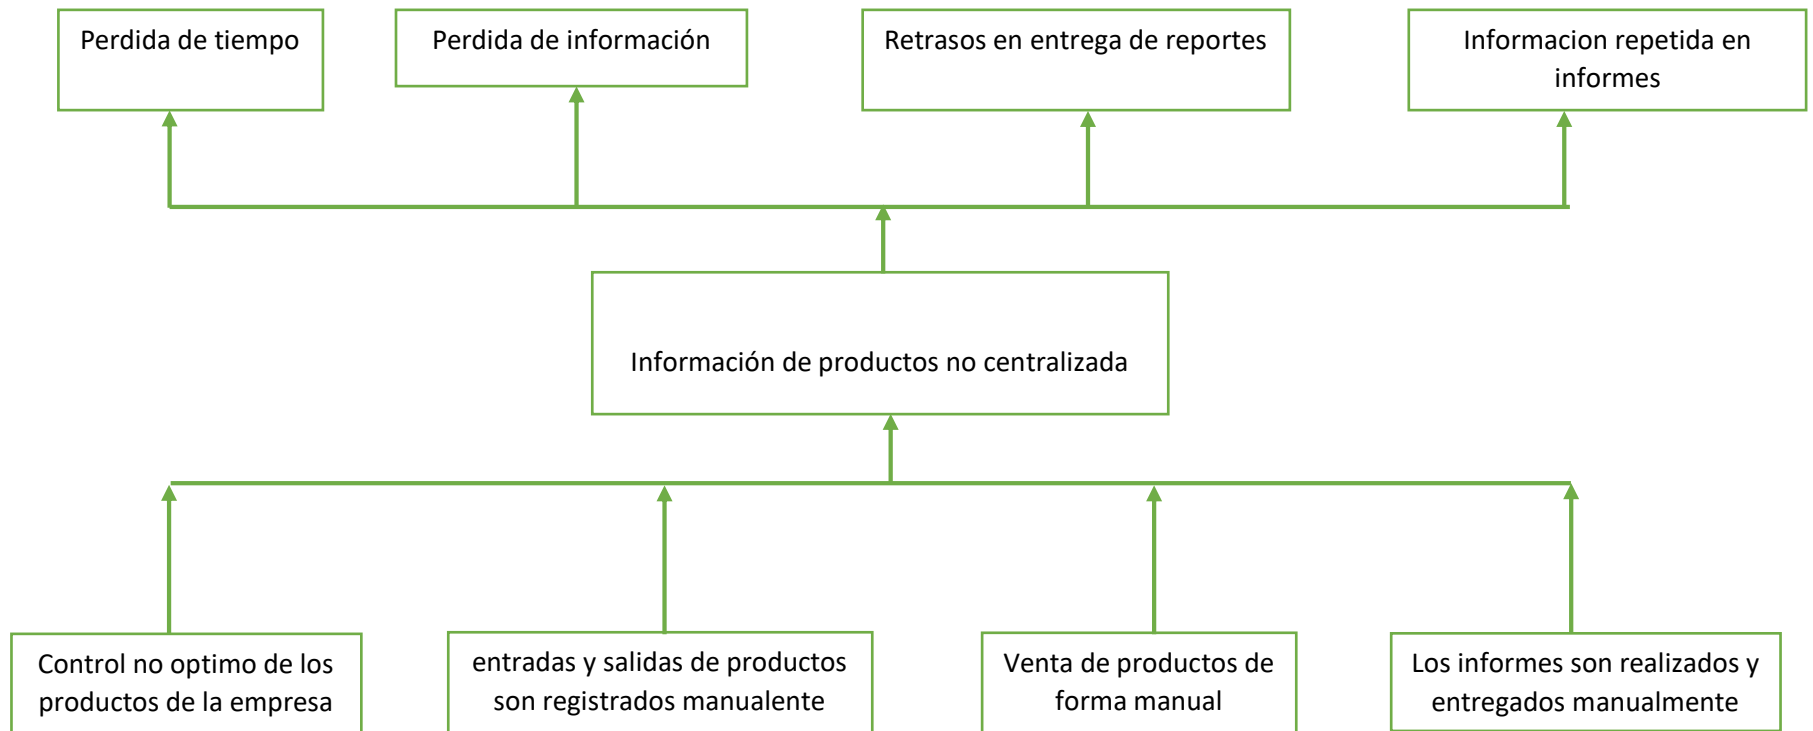 Perdida de tiempo
Perdida de información
Retrasos en entrega de reportes
Informacion repetida en
informes
Información de productos no centralizada
Control no optimo de los
productos de la empresa
entradas y salidas de productos
son registrados manualente
Venta de productos de
forma manual
Los informes son realizados y
entregados manualmente